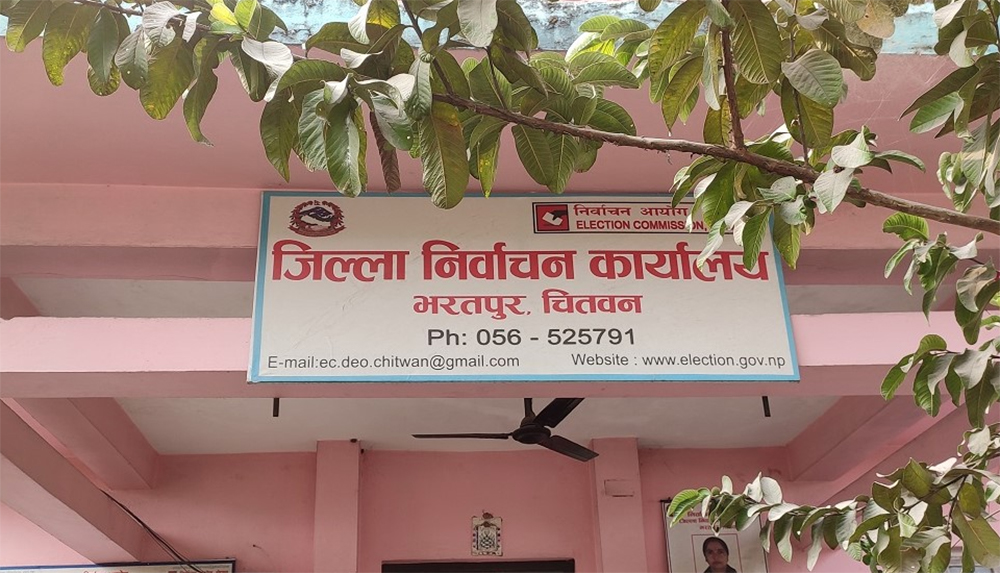 निर्वाचन आयोग
ELECTION COMMISSION,
जिल्ला निर्वाचन कार्यालय
भरतपुर, चितवन
Ph: 056 - 525791
E-mail:ec.deo.chitwan@gmail.com Website : www.election.gov.np